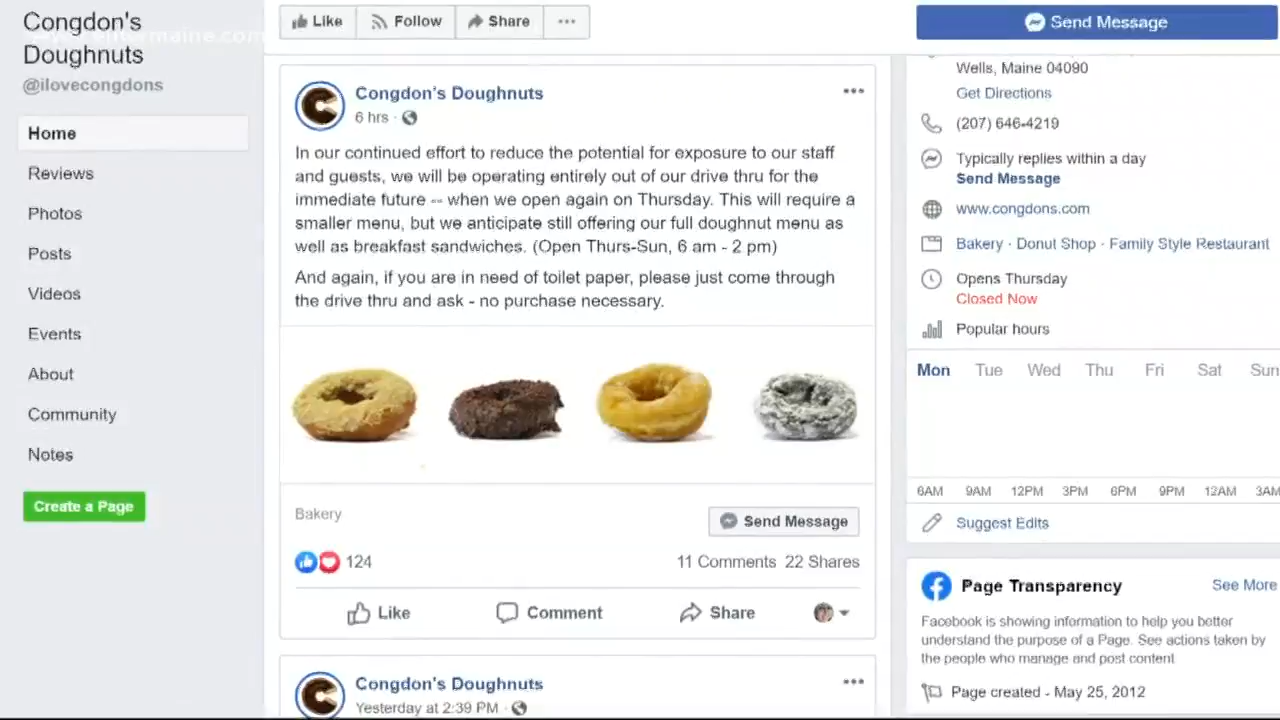 Congdon's
Doughnuts
@ilovecongdons
Home
Reviews
Photos
Posts
Videos
Events
About
Community
Notes
Create a Page
Like
Follow
Share
Congdon's Doughnuts
6 hrs ·
In our continued effort to reduce the potential for exposure to our staff
and guests, we will be operating entirely out of our drive thru for the
immediate future -- when we open again on Thursday. This will require a
smaller menu, but we anticipate still offering our full doughnut menu as
well as breakfast sandwiches. (Open Thurs-Sun, 6 am - 2 pm)
And again, if you are in need of toilet paper, please just come through
the drive thru and ask - no purchase necessary.
Bakery
Send Message
124
11 Comments 22 Shares
Like
Comment
Share
Congdon's Doughnuts
Yesterday at 2:39 PM ·
Send Message
Wells, Maine 04090
Get Directions
(207) 646-4219
Typically replies within a day
Send Message
www.congdons.com
Bakery · Donut Shop · Family Style Restaurant
Opens Thursday
Closed Now
Popular hours
Mon Tue Wed Thu Fri Sat Sun
6AM 9AM 12PM 3PM 6PM 9PM 12AM 3AM
Suggest Edits
Page Transparency
See More
Facebook is showing information to help you better
understand the purpose of a Page. See actions taken by
the people who manage and post content
Page created - May 25, 2012